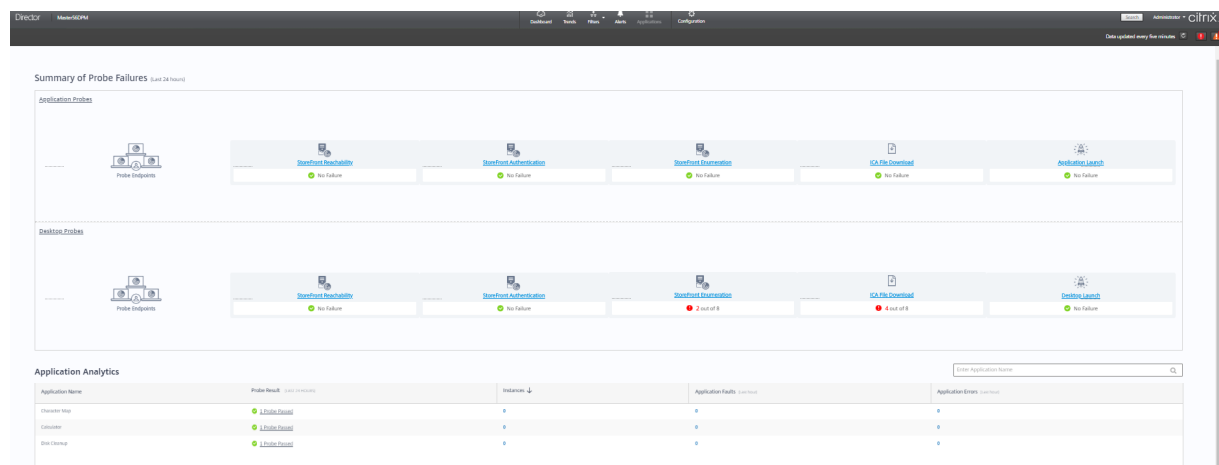 Director MasterS6DPM Dashboard Trends Filters Alerts Applications Configuration Search Administrator citrix
Data updated every five minutes
Summary of Probe Failures (Last 24 hours)
Application Probes
Probe Endpoints
StoreFront Reachability StoreFront Authentication StoreFront Enumeration ICA File Download Application Launch
No Failure No Failure No Failure No Failure No Failure
Desktop Probes
Probe Endpoints
StoreFront Reachability StoreFront Authentication StoreFront Enumeration ICA File Download Desktop Launch
No Failure No Failure 2 out of 8 4 out of 8 No Failure
Application Analytics Enter Application Name
Application Name Probe Result Instances Application Faults Application Errors
Character Map 1 Probe Passed 0 0 0
Calculator 1 Probe Passed 0 0 0
Disk Cleanup 1 Probe Passed 0 0 0